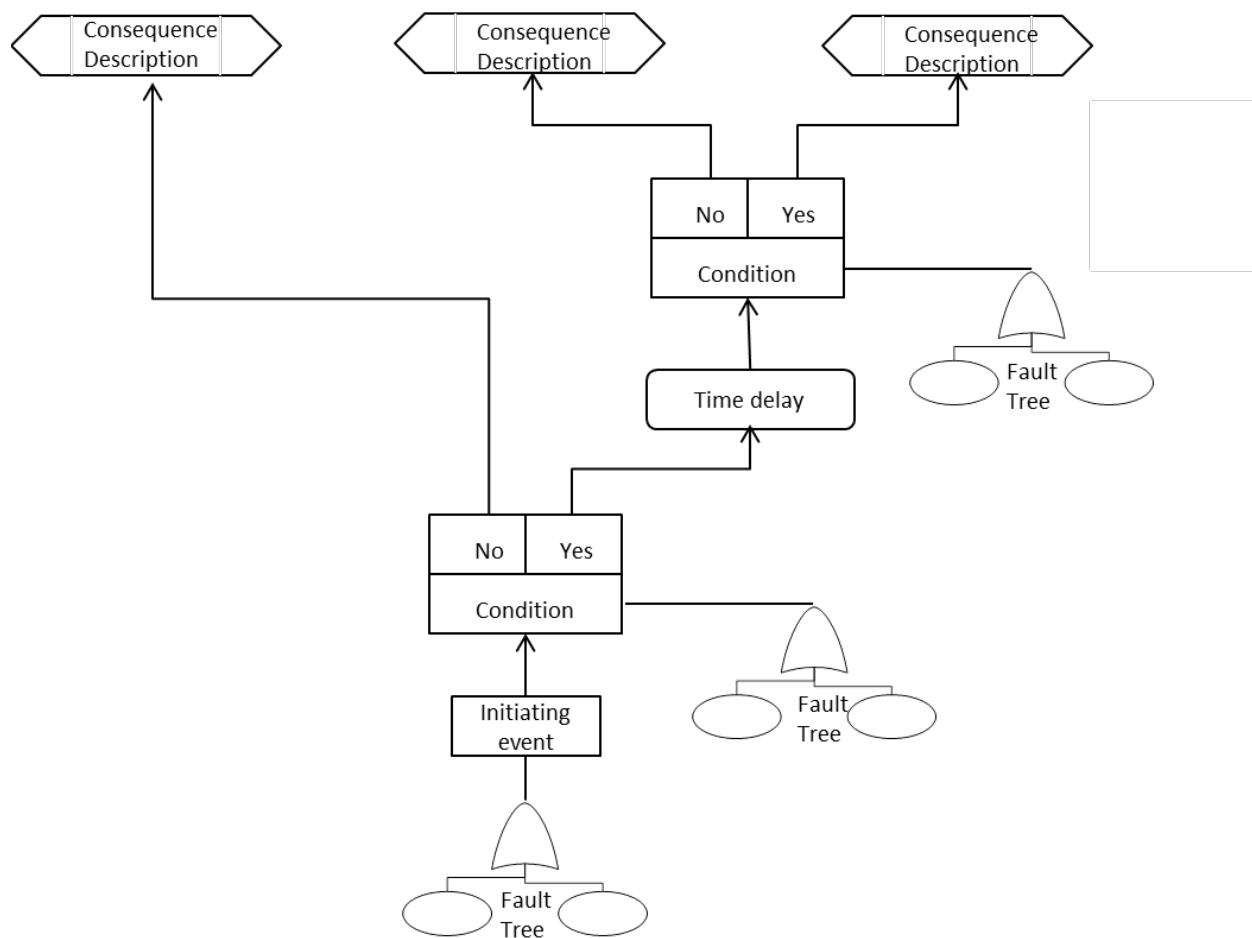 Consequence
Description
Consequence
Description
Consequence
Description
No
Yes
Condition
Fault
Tree
Time delay
No
Yes
Condition
Fault
Tree
Initiating
event
Fault
Tree